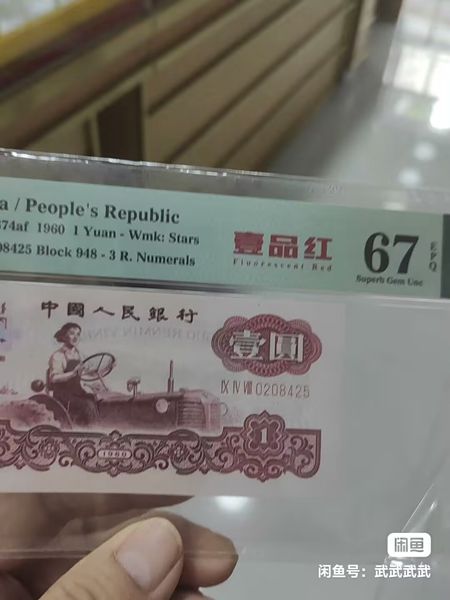 a / People's Republic
874af 1960 1 Yuan - Wmk: Stars
08425 Block 948 - 3 R. Numerals
壹品红
Fluorescent Red
67
EPQ
Superb Gem Unc
中國人民銀行
壹圓
IX IV VIII 0208425
1960
1
闲鱼
闲鱼号：武武武武